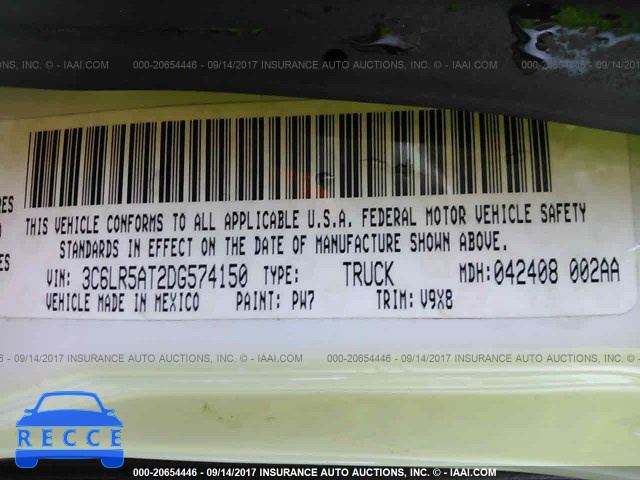 000-20654446 - 09/14/2017 INSURANCE AUTO AUCTIONS, INC. © - IAAI.COM
THIS VEHICLE CONFORMS TO ALL APPLICABLE U.S.A. FEDERAL MOTOR VEHICLE SAFETY
STANDARDS IN EFFECT ON THE DATE OF MANUFACTURE SHOWN ABOVE.
VIN: 3C6LR5AT2DG574150 TYPE: TRUCK MDH: 042408 002AA
VEHICLE MADE IN MEXICO PAINT: PW7 TRIM: V9X8
000-20654446 - 09/14/2017 INSURANCE AUTO AUCTIONS, INC. © - IAAI.COM
RECCE
000-20654446 - 09/14/2017 INSURANCE AUTO AUCTIONS, INC. © - IAAI.COM